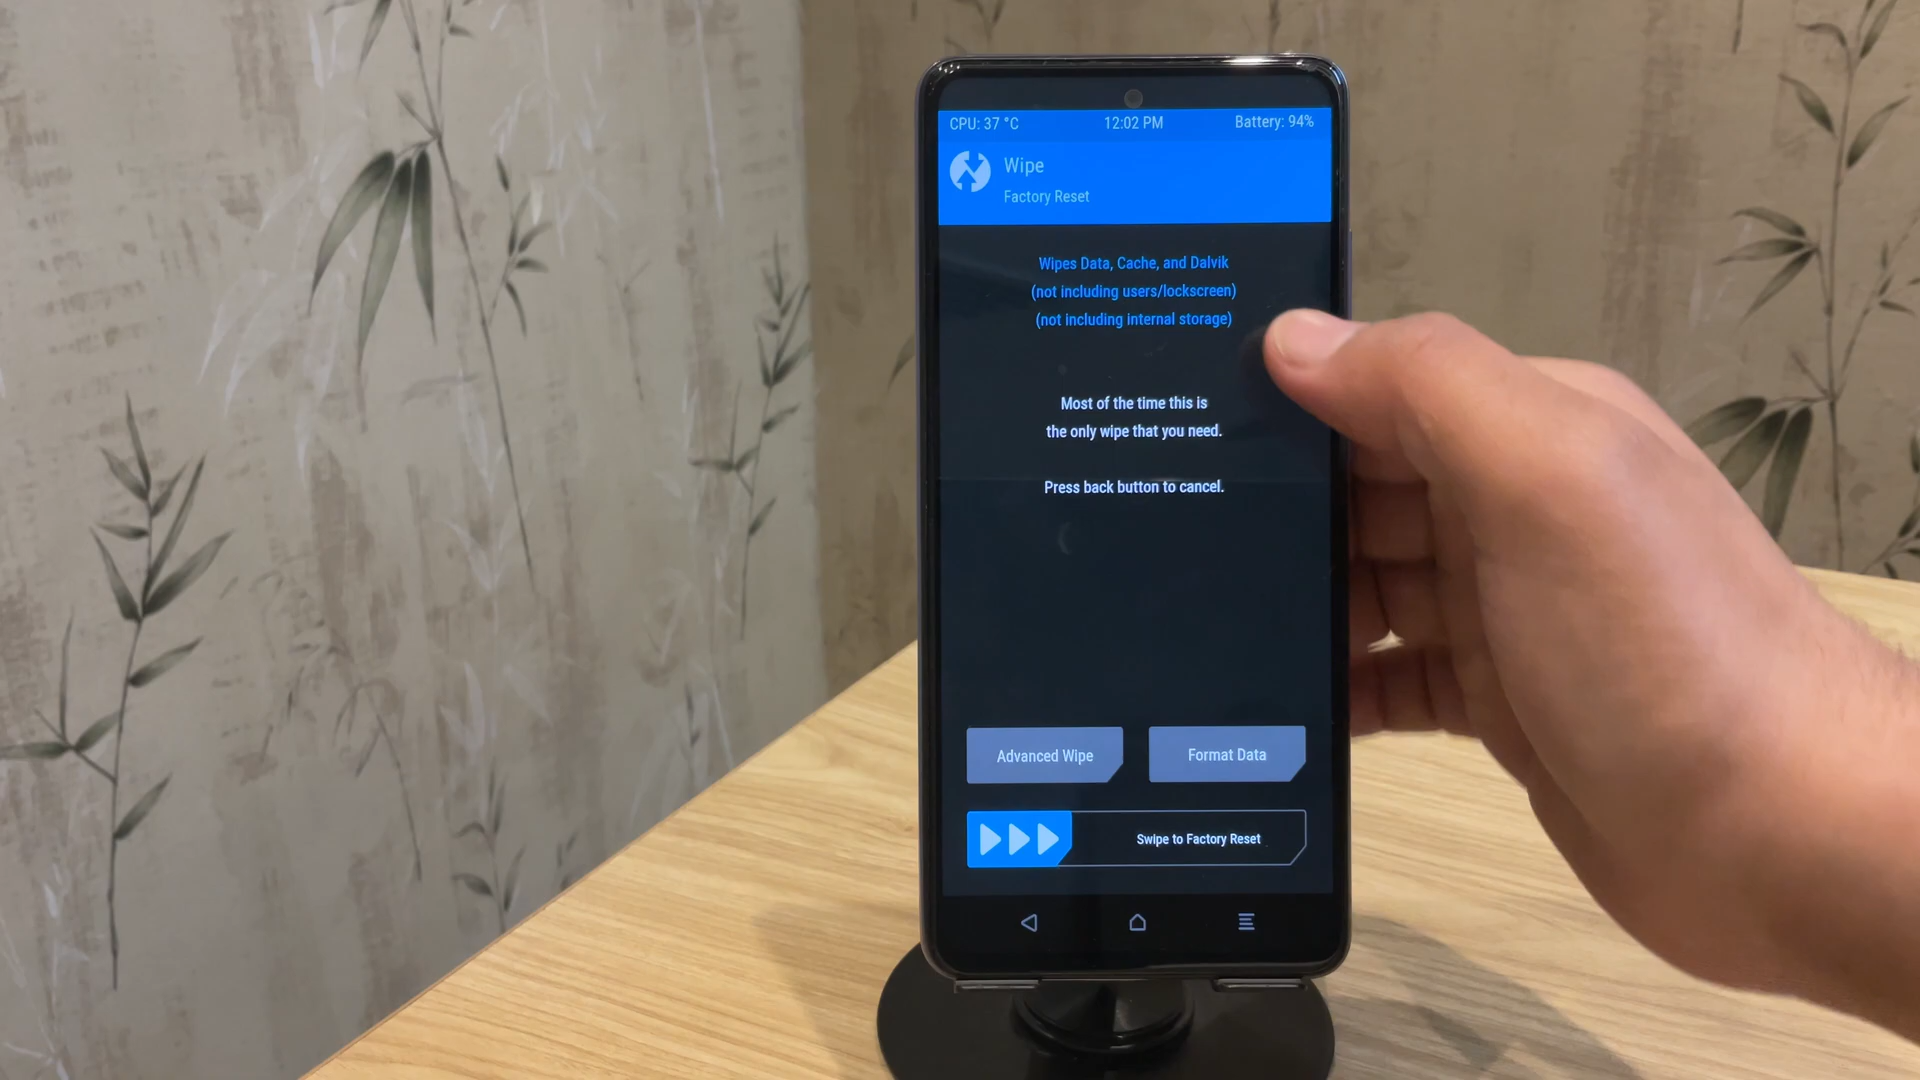 CPU: 37 °C 12:02 PM Battery: 94%
Wipe
Factory Reset
Wipes Data, Cache, and Dalvik
(not including users/lockscreen)
(not including internal storage)
Most of the time this is
the only wipe that you need.
Press back button to cancel.
Advanced Wipe Format Data
Swipe to Factory Reset